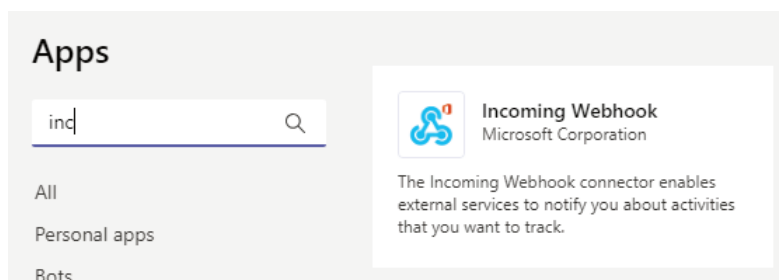 Apps
inc
All
Personal apps
Bots
Incoming Webhook
Microsoft Corporation
The Incoming Webhook connector enables
external services to notify you about activities
that you want to track.